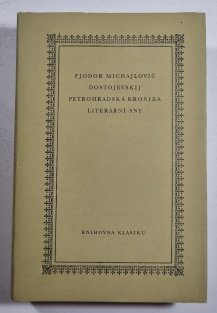 FJODOR MICHAJLOVIČ
DOSTOJEVSKIJ
PETROHRADSKÁ KRONIKA
LITERÁRNÍ SNY
KNIHOVNA KLASIKŮ